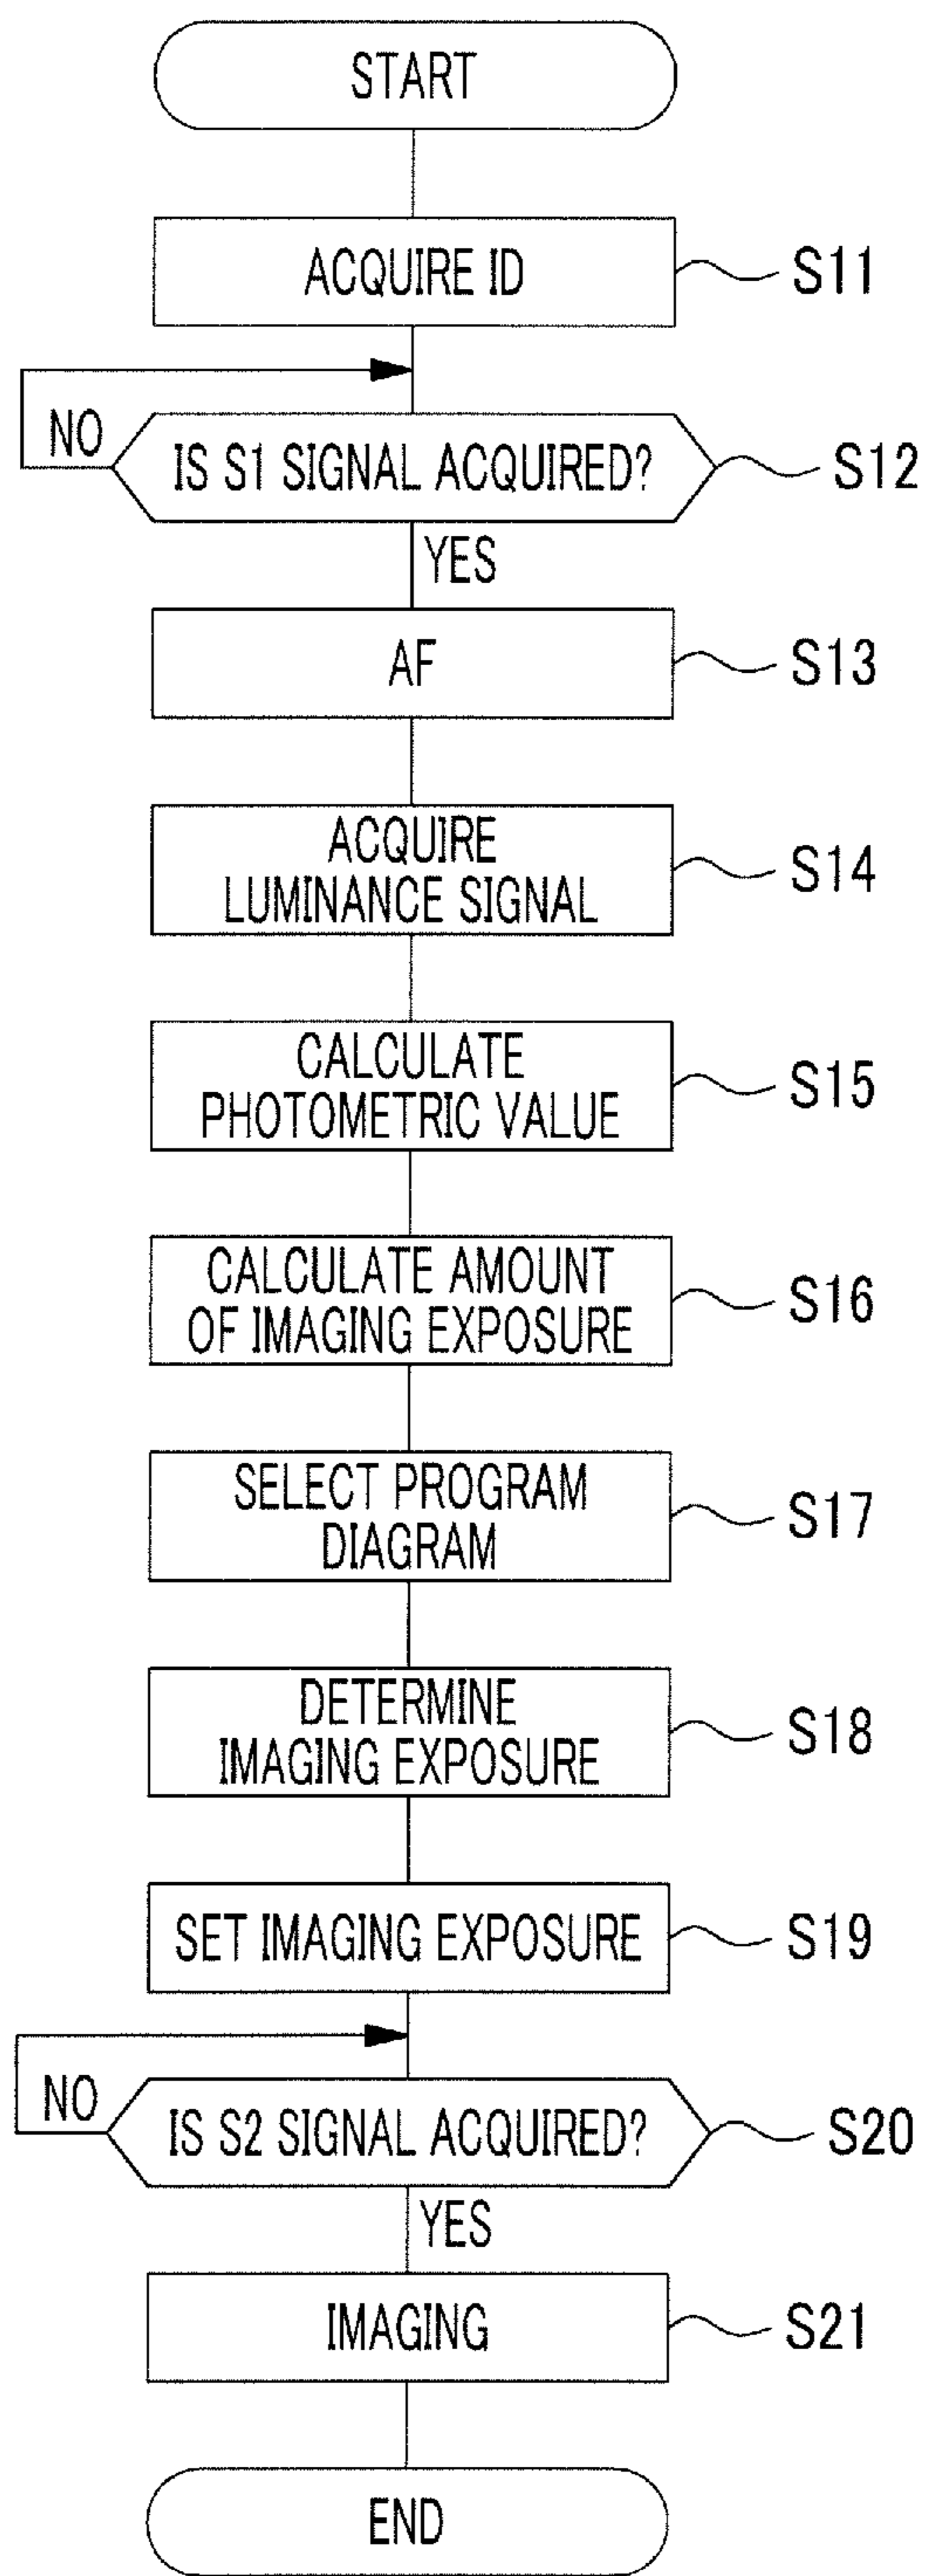 START
ACQUIRE ID
S11
NO
IS S1 SIGNAL ACQUIRED?
S12
YES
AF
S13
ACQUIRE
LUMINANCE SIGNAL
S14
CALCULATE
PHOTOMETRIC VALUE
S15
CALCULATE AMOUNT
OF IMAGING EXPOSURE
S16
SELECT PROGRAM
DIAGRAM
S17
DETERMINE
IMAGING EXPOSURE
S18
SET IMAGING EXPOSURE
S19
NO
IS S2 SIGNAL ACQUIRED?
S20
YES
IMAGING
S21
END